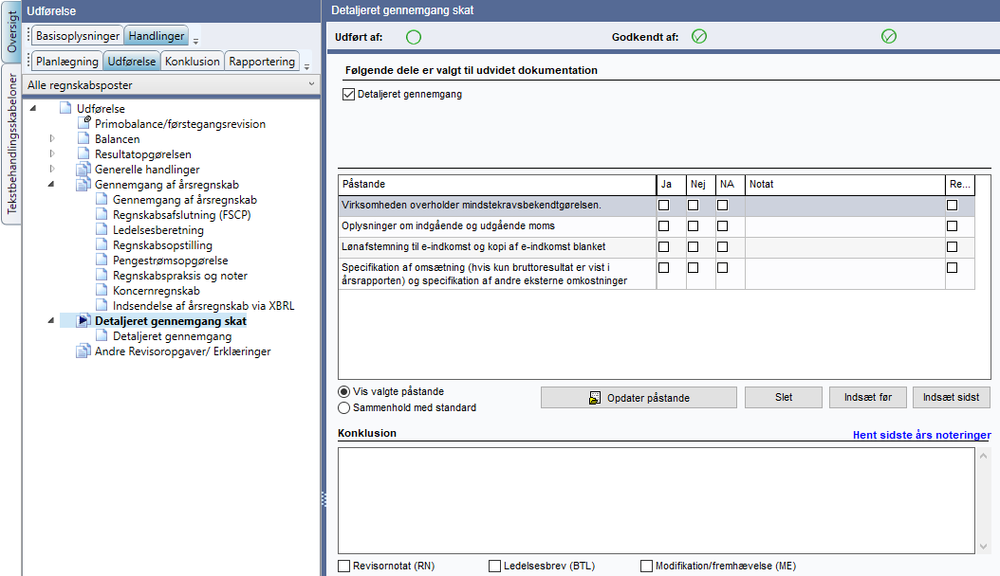 Oversigt
Tekstbehandlingsskabeloner
Udførelse
Basisoplysninger
Handlinger
Planlægning
Udførelse
Konklusion
Rapportering
Alle regnskabsposter
Udførelse
Primobalance/førstegangsrevision
Balancen
Resultatopgørelsen
Generelle handlinger
Gennemgang af årsregnskab
Gennemgang af årsregnskab
Regnskabsafslutning (FSCP)
Ledelsesberetning
Regnskabsopstilling
Pengestrømsopgørelse
Regnskabspraksis og noter
Koncernregnskab
Indsendelse af årsregnskab via XBRL
Detaljeret gennemgang skat
Detaljeret gennemgang
Andre Revisoropgaver/ Erklæringer
Detaljeret gennemgang skat
Udført af:
Godkendt af:
Følgende dele er valgt til udvidet dokumentation
Detaljeret gennemgang
Påstande
Ja
Nej
NA
Notat
Re...
Virksomheden overholder mindstekravsbekendtgørelsen.
Oplysninger om indgående og udgående moms
Lønafstemning til e-indkomst og kopi af e-indkomst blanket
Specifikation af omsætning (hvis kun bruttoresultat er vist i
årsrapporten) og specifikation af andre eksterne omkostninger
Vis valgte påstande
Sammenhold med standard
Opdater påstande
Slet
Indsæt før
Indsæt sidst
Konklusion
Hent sidste års noteringer
Revisornotat (RN)
Ledelsesbrev (BTL)
Modifikation/fremhævelse (ME)